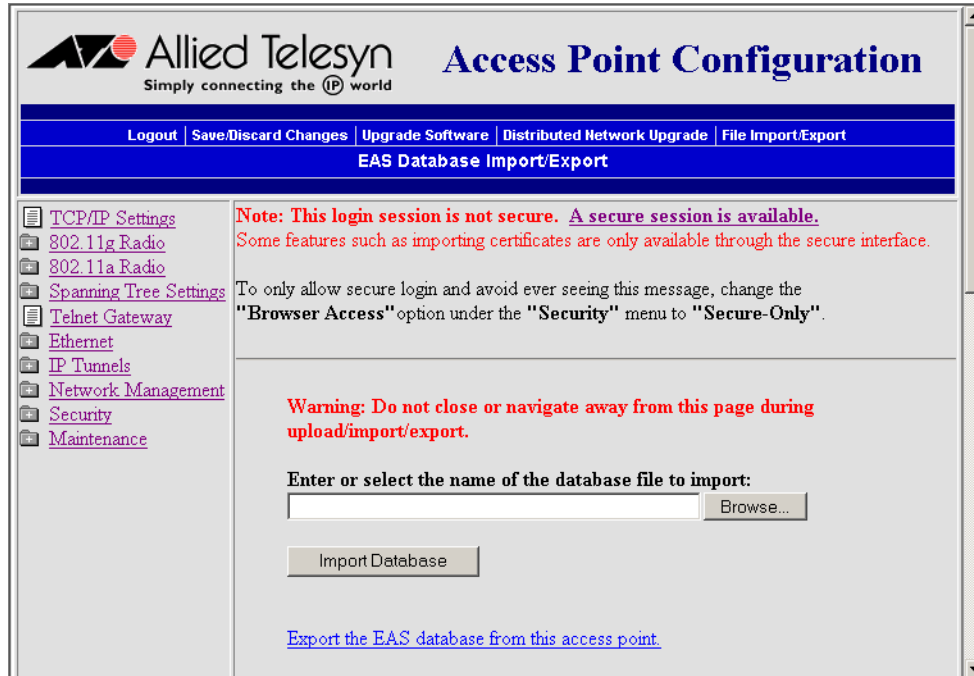 Allied Telesyn
Simply connecting the IP world
Access Point Configuration
Logout | Save/Discard Changes | Upgrade Software | Distributed Network Upgrade | File Import/Export
EAS Database Import/Export
TCP/IP Settings
802.11g Radio
802.11a Radio
Spanning Tree Settings
Telnet Gateway
Ethernet
IP Tunnels
Network Management
Security
Maintenance
Note: This login session is not secure. A secure session is available.
Some features such as importing certificates are only available through the secure interface.
To only allow secure login and avoid ever seeing this message, change the
"Browser Access" option under the "Security" menu to "Secure-Only".
Warning: Do not close or navigate away from this page during
upload/import/export.
Enter or select the name of the database file to import:
Browse...
Import Database
Export the EAS database from this access point.